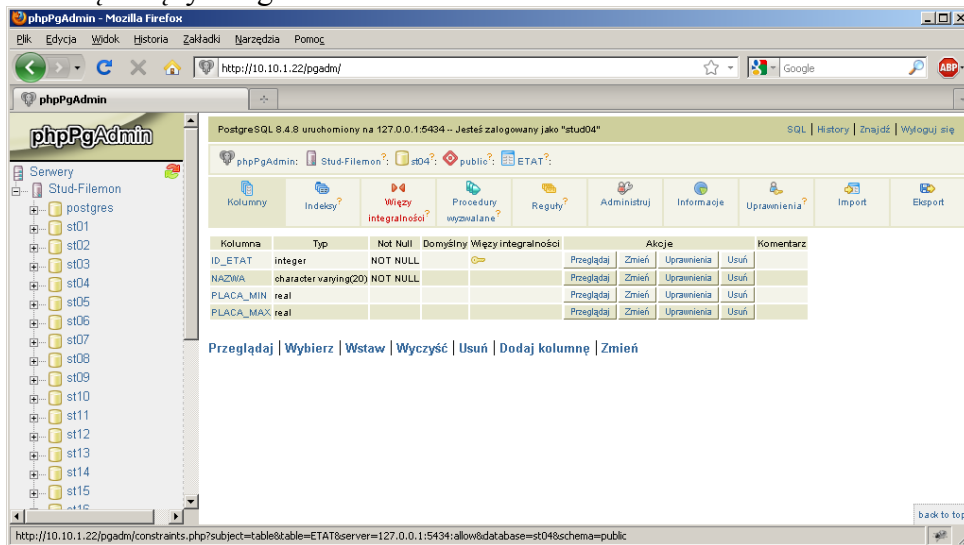 phpPgAdmin - Mozilla Firefox
Plik Edycja Widok Historia Zakładki Narzędzia Pomoc
http://10.10.1.22/pgadm/
Google
ABP
phpPgAdmin
phpPgAdmin
PostgreSQL 8.4.8 uruchomiony na 127.0.0.1:5434 -- Jesteś zalogowany jako "stud04"
SQL | History | Znajdź | Wyloguj się
phpPgAdmin: Stud-Filemon?: st04?: public?: ETAT?:
Kolumny
Indeksy?
Więzy integralności?
Procedury wyzwalane?
Reguły?
Administruj
Informacje
Uprawnienia?
Import
Eksport
Kolumna Typ Not Null Domyślny Więzy integralności Akcje Komentarz
ID_ETAT integer NOT NULL Przeglądaj Zmień Uprawnienia Usuń
NAZWA character varying(20) NOT NULL Przeglądaj Zmień Uprawnienia Usuń
PLACA_MIN real Przeglądaj Zmień Uprawnienia Usuń
PLACA_MAX real Przeglądaj Zmień Uprawnienia Usuń
Przeglądaj | Wybierz | Wstaw | Wyczyść | Usuń | Dodaj kolumnę | Zmień
Serwery
Stud-Filemon
postgres
st01
st02
st03
st04
st05
st06
st07
st08
st09
st10
st11
st12
st13
st14
st15
st16
back to top
http://10.10.1.22/pgadm/constraints.php?subject=table&table=ETAT&server=127.0.0.1:5434:allow&database=st04&schema=public